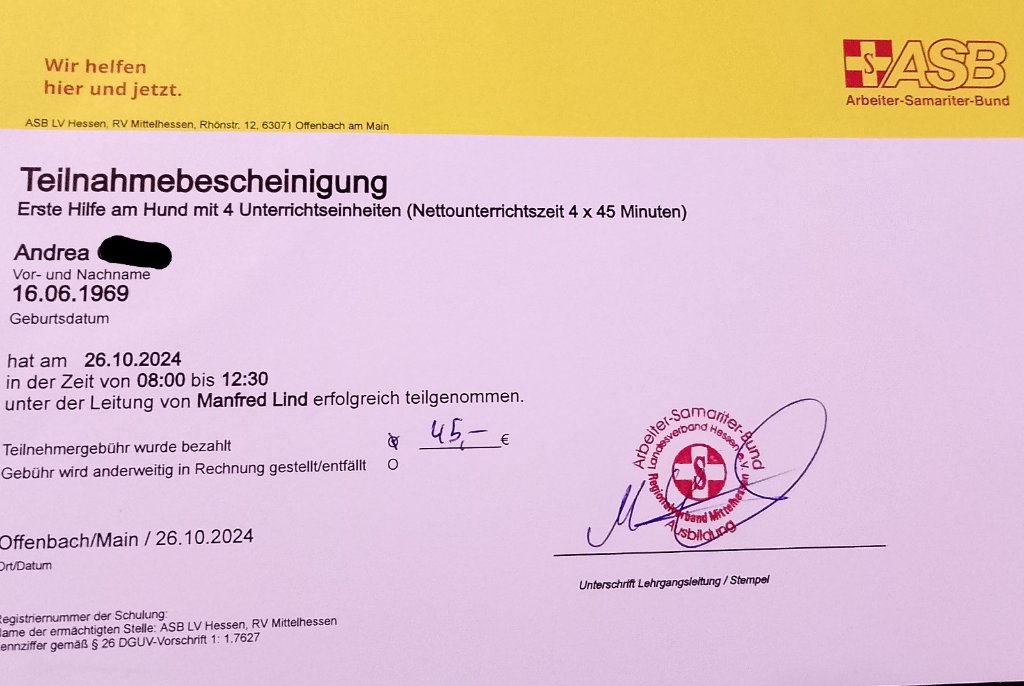 Wir helfen
hier und jetzt.
ASB
Arbeiter-Samariter-Bund
ASB LV Hessen, RV Mittelhessen, Rhönstr. 12, 63071 Offenbach am Main
Teilnahmebescheinigung
Erste Hilfe am Hund mit 4 Unterrichtseinheiten (Nettounterrichtszeit 4 x 45 Minuten)
Andrea
Vor- und Nachname
16.06.1969
Geburtsdatum
hat am 26.10.2024
in der Zeit von 08:00 bis 12:30
unter der Leitung von Manfred Lind erfolgreich teilgenommen.
Teilnehmergebühr wurde bezahlt 45,- €
Gebühr wird anderweitig in Rechnung gestellt/entfällt
Arbeiter-Samariter-Bund
Landesverband Hessen e.V.
Regionalverband Mittelhessen
Ausbildung
Offenbach/Main / 26.10.2024
Ort/Datum
Unterschrift Lehrgangsleitung / Stempel
Registriernummer der Schulung:
Name der ermächtigten Stelle: ASB LV Hessen, RV Mittelhessen
Kennziffer gemäß § 26 DGUV-Vorschrift 1: 1.7627